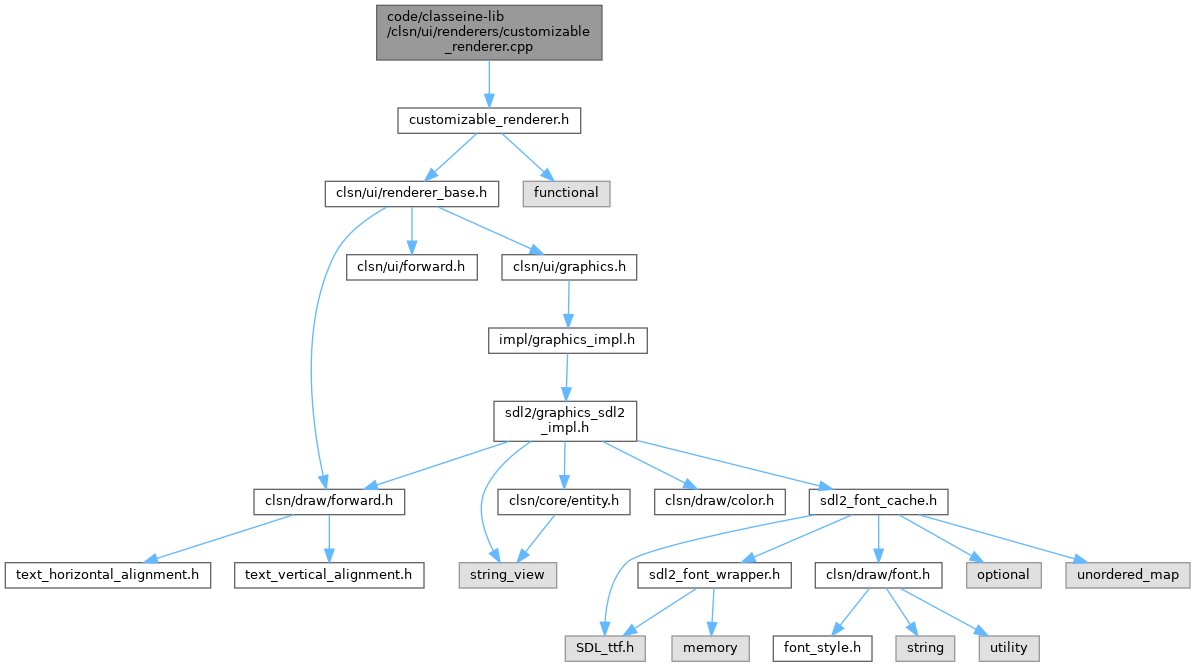 code/classeine-lib
/clsn/ui/renderers/customizable
_renderer.cpp
customizable_renderer.h
clsn/ui/renderer_base.h
functional
clsn/ui/forward.h
clsn/ui/graphics.h
impl/graphics_impl.h
sdl2/graphics_sdl2
_impl.h
clsn/draw/forward.h
clsn/core/entity.h
clsn/draw/color.h
sdl2_font_cache.h
text_horizontal_alignment.h
text_vertical_alignment.h
string_view
sdl2_font_wrapper.h
clsn/draw/font.h
optional
unordered_map
SDL_ttf.h
memory
font_style.h
string
utility